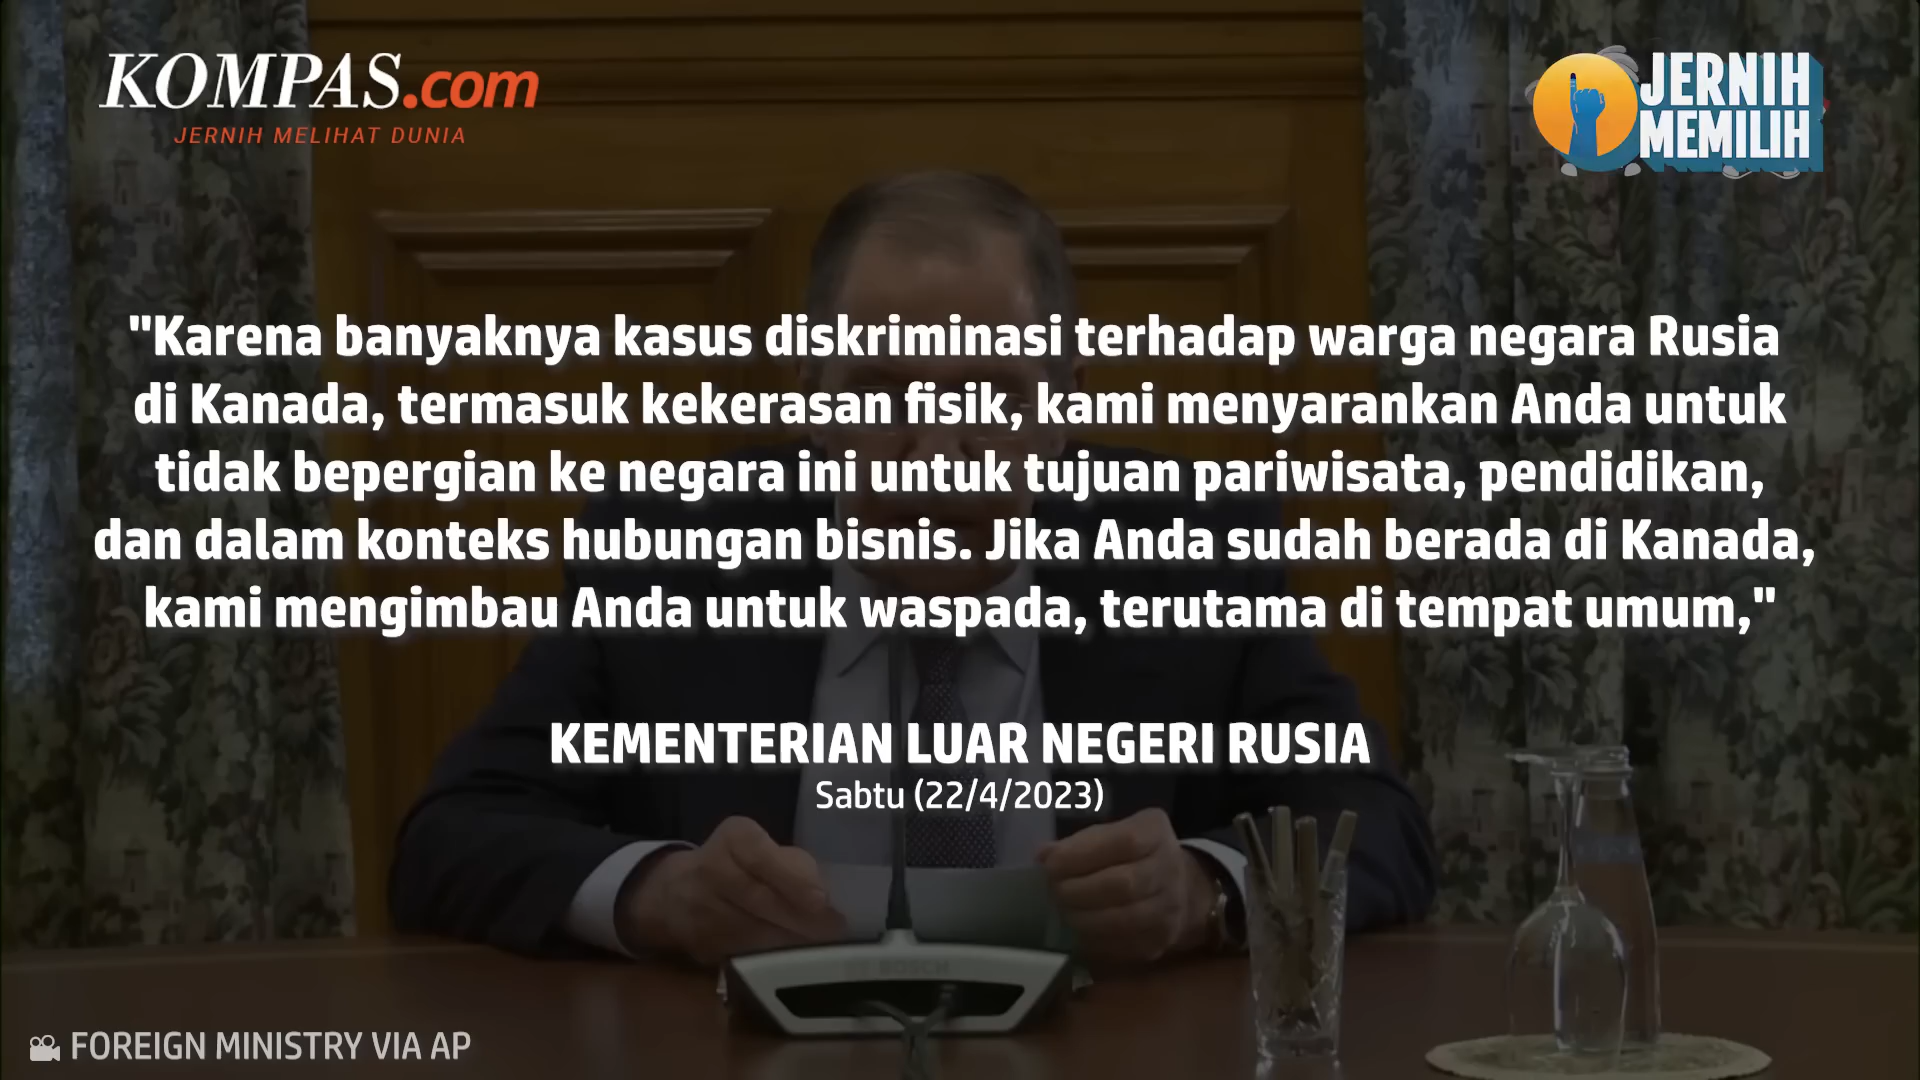 KOMPAS.com
JERNIH MELIHAT DUNIA
JERNIH
MEMILIH
"Karena banyaknya kasus diskriminasi terhadap warga negara Rusia
di Kanada, termasuk kekerasan fisik, kami menyarankan Anda untuk
tidak bepergian ke negara ini untuk tujuan pariwisata, pendidikan,
dan dalam konteks hubungan bisnis. Jika Anda sudah berada di Kanada,
kami mengimbau Anda untuk waspada, terutama di tempat umum,"
KEMENTERIAN LUAR NEGERI RUSIA
Sabtu (22/4/2023)
BOSCH
FOREIGN MINISTRY VIA AP